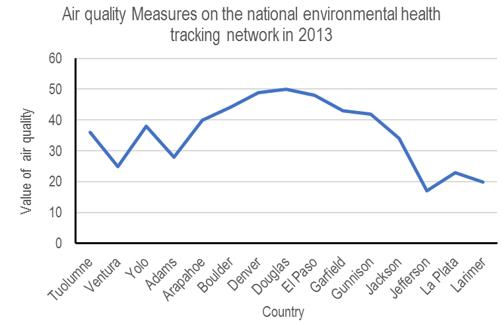 Air quality Measures on the national environmental health
tracking network in 2013
Value of air quality
60
50
40
30
20
10
0
Tuolumne
Ventura
Yolo
Adams
Arapahoe
Boulder
Denver
Douglas
El Paso
Garfield
Gunnison
Jackson
Jefferson
La Plata
Larimer
Country